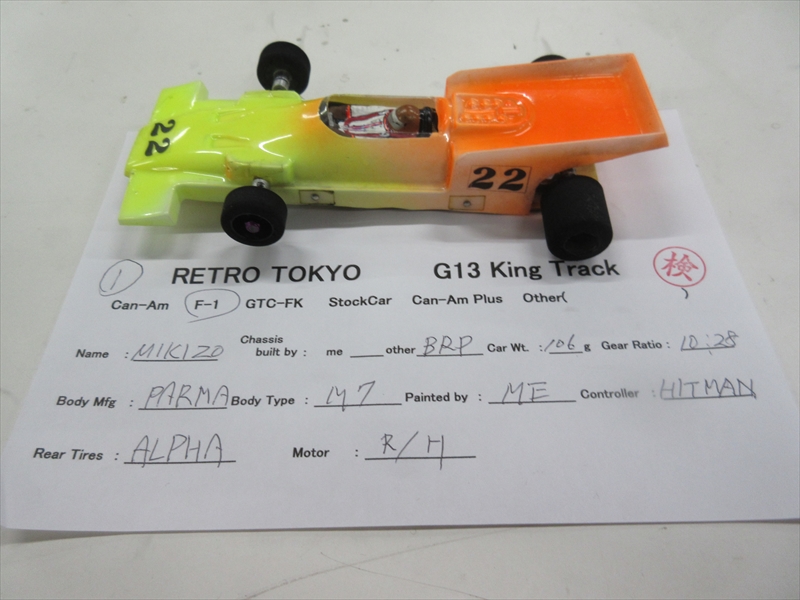 22
22
1 RETRO TOKYO G13 King Track 検
Can-Am F-1 GTC-FK StockCar Can-Am Plus Other( )
Name : MIKIZO Chassis built by : me ___ other BRP Car Wt. : 106 g Gear Ratio : 10:28
Body Mfg : PARMA Body Type : M7 Painted by : ME Controller : HITMAN
Rear Tires : ALPHA Motor : R/H